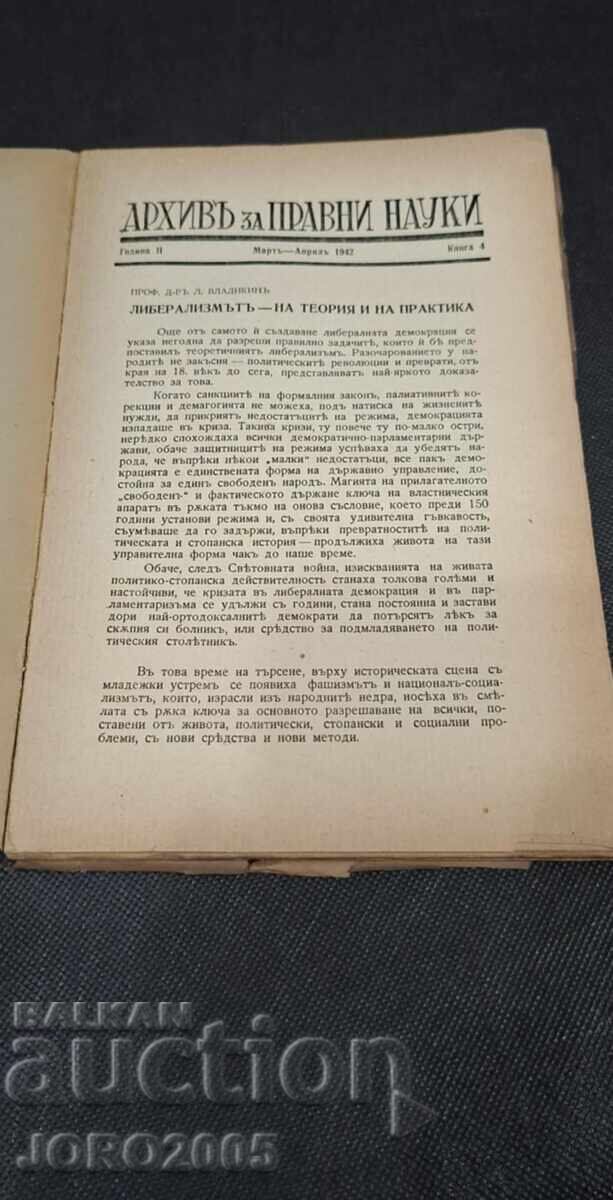 АРХИВЪ за ПРАВНИ НАУКИ
Година II Мартъ—Априлъ 1942 Книга 4
ПРОФ. Д-РЪ Л. ВЛАДИКИНЪ
ЛИБЕРАЛИЗМЪТЪ — НА ТЕОРИЯ И НА ПРАКТИКА
Още отъ самото ѝ създаване либералната демокрация се
указа негодна да разреши правилно задачитѣ, които ѝ бѣ пред-
поставилъ теоретичниятъ либерализъмъ. Разочарованието у на-
родитѣ не закъсня — политическитѣ революции и преврати, отъ
края на 18. вѣкъ до сега, представляватъ най-яркото доказа-
телство за това.
Когато санкциитѣ на формалния законъ, палиативнитѣ ко-
рекции и демагогията не можеха, подъ натиска на жизненитѣ
нужди, да прикриятъ недостатъцитѣ на режима, демокрацията
изпадаше въ криза. Такива кризи, ту повече ту по-малко остри,
нерѣдко спохождаха всички демократично-парламентарни дър-
жави, обаче защитницитѣ на режима успѣваха да убедятъ на-
рода, че въпрѣки нѣкои „малки“ недостатъци, все пакъ демо-
крацията е единствената форма на държавно управление, до-
стойна за единъ свободенъ народъ. Магията на прилагателното
„свободенъ“ и фактическото държане ключа на властническия
апаратъ въ рѫката тъкмо на онова съсловие, което преди 150
години установи режима и, съ своята удивителна гъвкавость,
съумѣваше да го задържи, въпрѣки превратноститѣ на поли-
тическата и стопанска история — продължиха живота на тази
управителна форма чакъ до наше време.
Обаче, следъ Свѣтовната война, изискванията на живата
политико-стопанска действителность станаха толкова голѣми и
настойчиви, че кризата въ либералната демокрация и въ пар-
ламентаризма се удължи съ години, стана постоянна и застави
дори най-ортодоксалнитѣ демократи да потърсятъ лѣкъ за
скѫпия си болникъ, или срѣдство за подмладяването на поли-
тическия столѣтникъ.
Въ това време на търсене, върху историческата сцена съ
младежки устремъ се появиха фашизмътъ и националъ-социа-
лизмътъ, които, израсли изъ народнитѣ недра, носѣха въ смѣ-
лата съ рѫка ключа за основното разрешаване на всички, по-
ставени отъ живота, политически, стопански и социални про-
блеми, съ нови срѣдства и нови методи.
BALKAN
auction
JORO2005